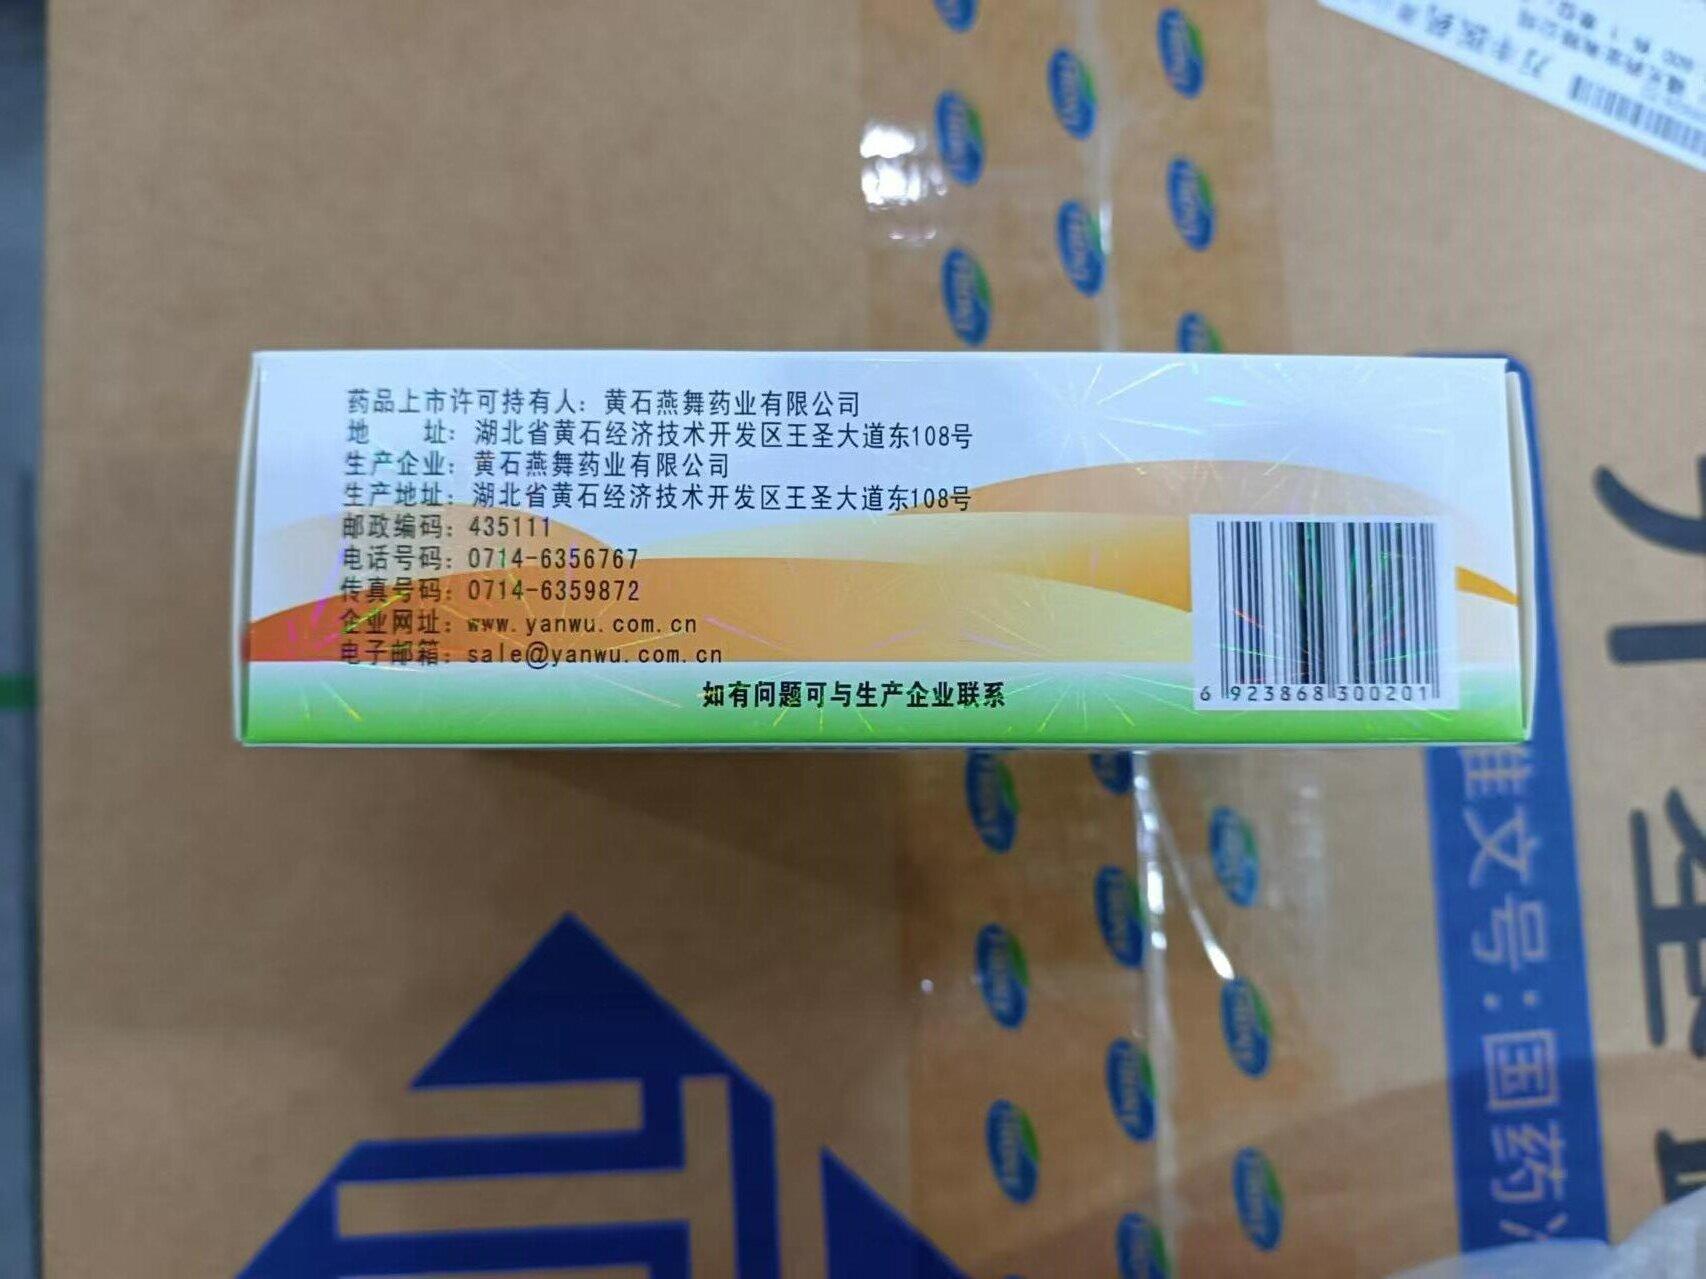 药品上市许可持有人：黄石燕舞药业有限公司
地　　址：湖北省黄石经济技术开发区王圣大道东108号
生产企业：黄石燕舞药业有限公司
生产地址：湖北省黄石经济技术开发区王圣大道东108号
邮政编码：435111
电话号码：0714-6356767
传真号码：0714-6359872
企业网址：www.yanwu.com.cn
电子邮箱：sale@yanwu.com.cn
如有问题可与生产企业联系
6 923868 300201
准文号：国药准